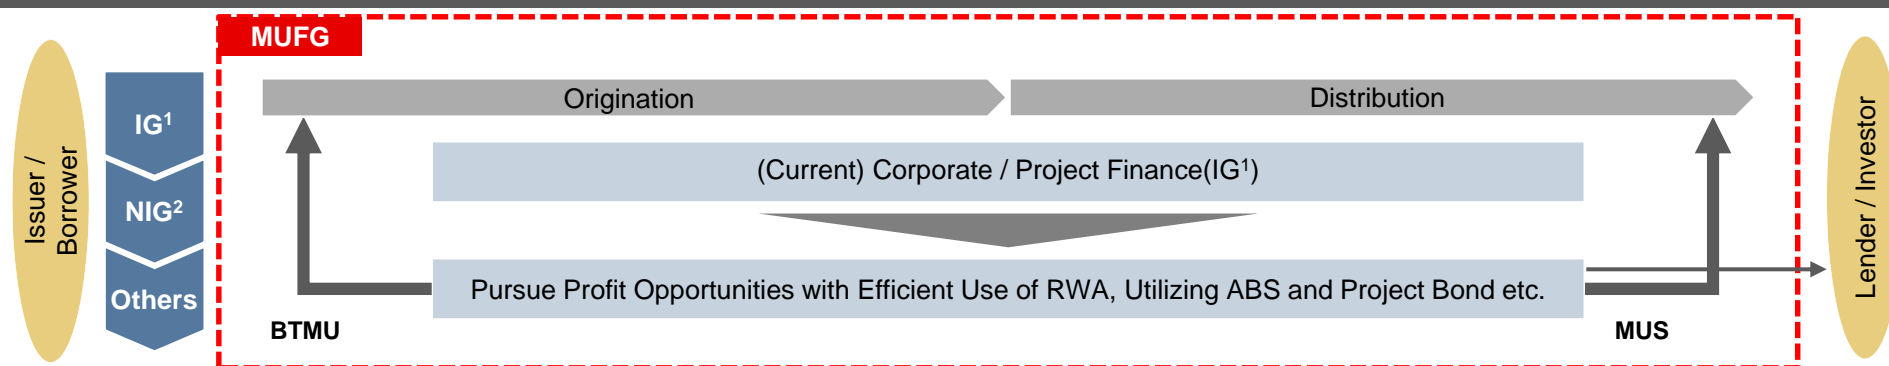 MUFG
Issuer /
Borrower
IG¹
NIG²
Others
Origination
Distribution
(Current) Corporate / Project Finance(IG¹)
Pursue Profit Opportunities with Efficient Use of RWA, Utilizing ABS and Project Bond etc.
BTMU
MUS
Lender / Investor